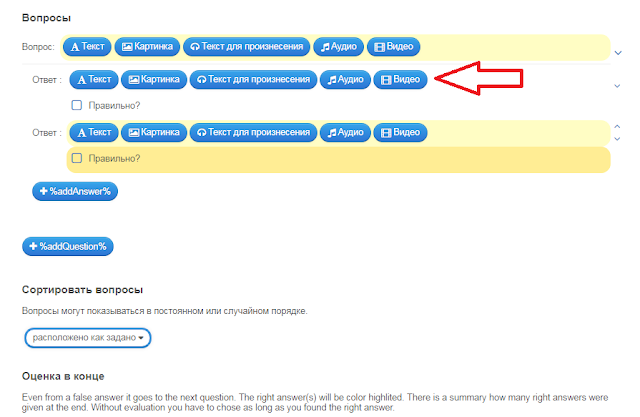 Вопросы
Вопрос: Текст Картинка Текст для произнесения Аудио Видео
Ответ : Текст Картинка Текст для произнесения Аудио Видео
Правильно?
Ответ : Текст Картинка Текст для произнесения Аудио Видео
Правильно?
%addAnswer%
%addQuestion%
Сортировать вопросы
Вопросы могут показываться в постоянном или случайном порядке.
расположено как задано
Оценка в конце
Even from a false answer it goes to the next question. The right answer(s) will be color highlited. There is a summary how many right answers were
given at the end. Without evaluation you have to chose as long as you found the right answer.